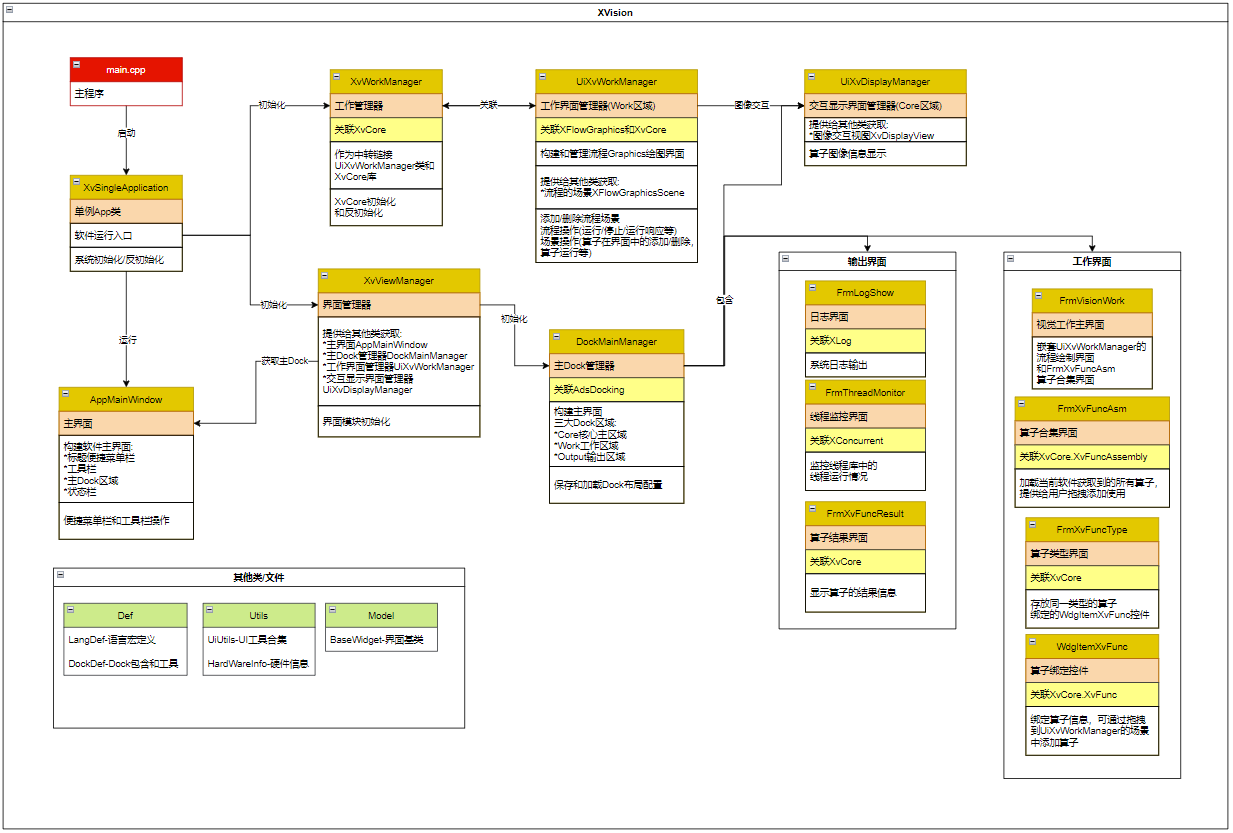 XVision
main.cpp
主程序
启动
XvSingleApplication
单例App类
软件运行入口
系统初始化/反初始化
运行
初始化
初始化
XvWorkManager
工作管理器
关联XvCore
作为中转链接
UiXvWorkManager类和
XvCore库
XvCore初始化
和反初始化
关联
UiXvWorkManager
工作界面管理器(Work区域)
关联XFlowGraphics和XvCore
构建和管理流程Graphics绘图界面
提供给其他类获取:
*流程的场景XFlowGraphicsScene
添加/删除流程场景
流程操作(运行/停止/运行响应等)
场景操作(算子在界面中的添加/删除,
算子运行等)
图像交互
UiXvDisplayManager
交互显示界面管理器(Core区域)
提供给其他类获取:
*图像交互视图XvDisplayView
算子图像信息显示
XvViewManager
界面管理器
提供给其他类获取:
*主界面AppMainWindow
*主Dock管理器DockMainManager
*工作界面管理器UiXvWorkManager
*交互显示界面管理器
UiXvDisplayManager
界面模块初始化
获取主Dock
初始化
AppMainWindow
主界面
构建软件主界面:
*标题便捷菜单栏
*工具栏
*主Dock区域
*状态栏
便捷菜单栏和工具栏操作
DockMainManager
主Dock管理器
关联AdsDocking
构建主界面
三大Dock区域:
*Core核心主区域
*Work工作区域
*Output输出区域
保存和加载Dock布局配置
包含
输出界面
FrmLogShow
日志界面
关联XLog
系统日志输出
FrmThreadMonitor
线程监控界面
关联XConcurrent
监控线程库中的
线程运行情况
FrmXvFuncResult
算子结果界面
关联XvCore
显示算子的结果信息
工作界面
FrmVisionWork
视觉工作主界面
嵌套UiXvWorkManager的
流程绘制界面
和FrmXvFuncAsm
算子合集界面
FrmXvFuncAsm
算子合集界面
关联XvCore.XvFuncAssembly
加载当前软件获取到的所有算子,
提供给用户拖拽添加使用
FrmXvFuncType
算子类型界面
关联XvCore
存放同一类型的算子
绑定的WdgItemXvFunc控件
WdgItemXvFunc
算子绑定控件
关联XvCore.XvFunc
绑定算子信息，可通过拖拽
到UiXvWorkManager的场景
中添加算子
其他类/文件
Def
LangDef-语言宏定义
DockDef-Dock包含和工具
Utils
UiUtils-UI工具合集
HardWareInfo-硬件信息
Model
BaseWidget-界面基类